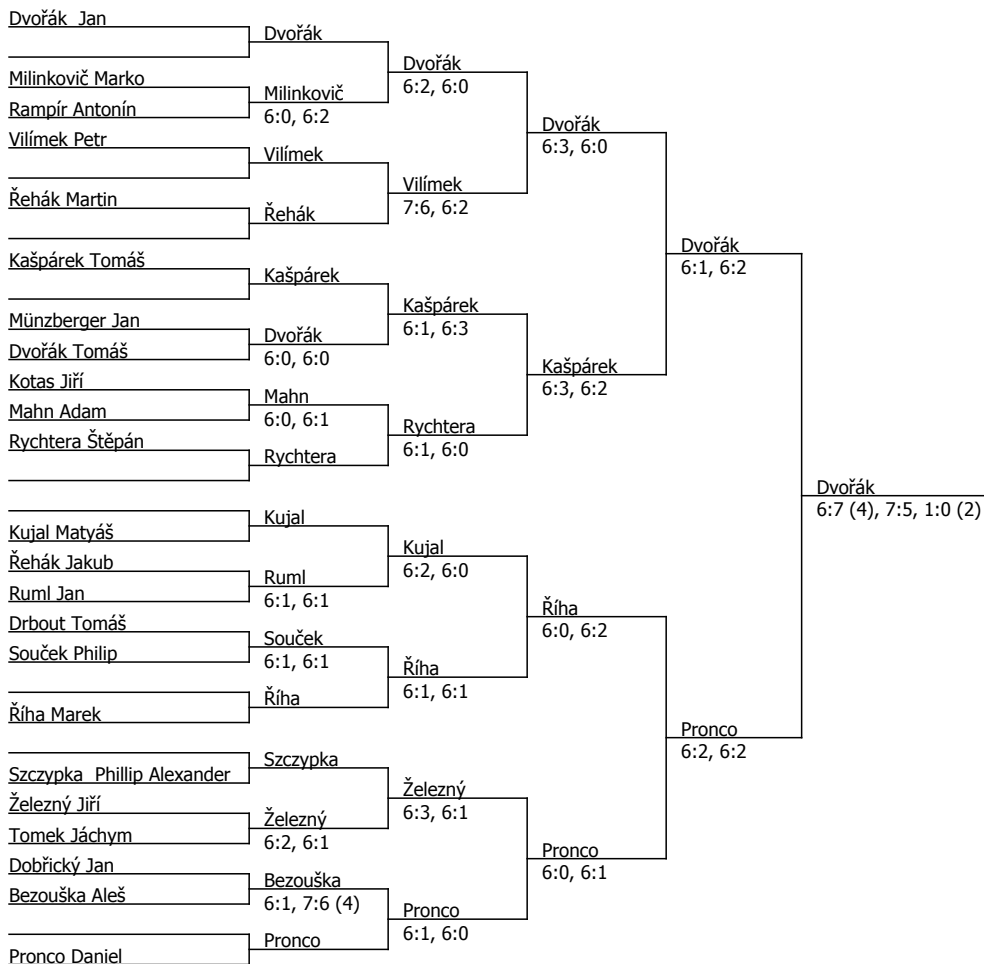 Dvořák  Jan
Dvořák
Dvořák
6:2, 6:0
Milinkovič Marko
Milinkovič
6:0, 6:2
Rampír Antonín
Dvořák
6:3, 6:0
Vilímek Petr
Vilímek
Vilímek
7:6, 6:2
Řehák Martin
Řehák
Dvořák
6:1, 6:2
Kašpárek Tomáš
Kašpárek
Kašpárek
6:1, 6:3
Münzberger Jan
Dvořák
6:0, 6:0
Dvořák Tomáš
Kašpárek
6:3, 6:2
Kotas Jiří
Mahn
6:0, 6:1
Mahn Adam
Rychtera
6:1, 6:0
Rychtera Štěpán
Rychtera
Dvořák
6:7 (4), 7:5, 1:0 (2)
Kujal
Kujal Matyáš
Kujal
6:2, 6:0
Řehák Jakub
Ruml
6:1, 6:1
Ruml Jan
Říha
6:0, 6:2
Drbout Tomáš
Souček
6:1, 6:1
Souček Philip
Říha
6:1, 6:1
Říha
Říha Marek
Pronco
6:2, 6:2
Szczypka
Szczypka  Phillip Alexander
Železný
6:3, 6:1
Železný Jiří
Železný
6:2, 6:1
Tomek Jáchym
Pronco
6:0, 6:1
Dobřický Jan
Bezouška
6:1, 7:6 (4)
Bezouška Aleš
Pronco
6:1, 6:0
Pronco
Pronco Daniel